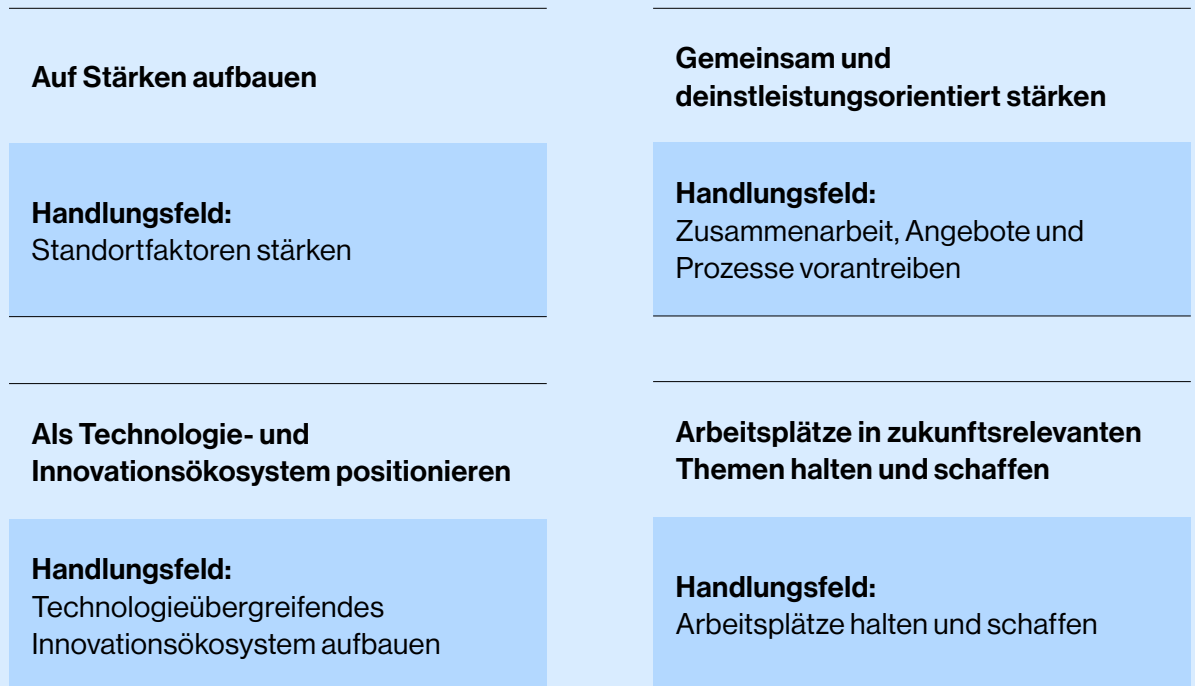 Auf Stärken aufbauen
Handlungsfeld:
Standortfaktoren stärken
Gemeinsam und
deinstleistungsorientiert stärken
Handlungsfeld:
Zusammenarbeit, Angebote und
Prozesse vorantreiben
Als Technologie- und
Innovationsökosystem positionieren
Handlungsfeld:
Technologieübergreifendes
Innovationsökosystem aufbauen
Arbeitsplätze in zukunftsrelevanten
Themen halten und schaffen
Handlungsfeld:
Arbeitsplätze halten und schaffen